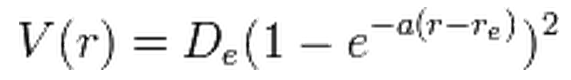 V(r) = D_e(1 − e^{−a(r−r_e)})^2